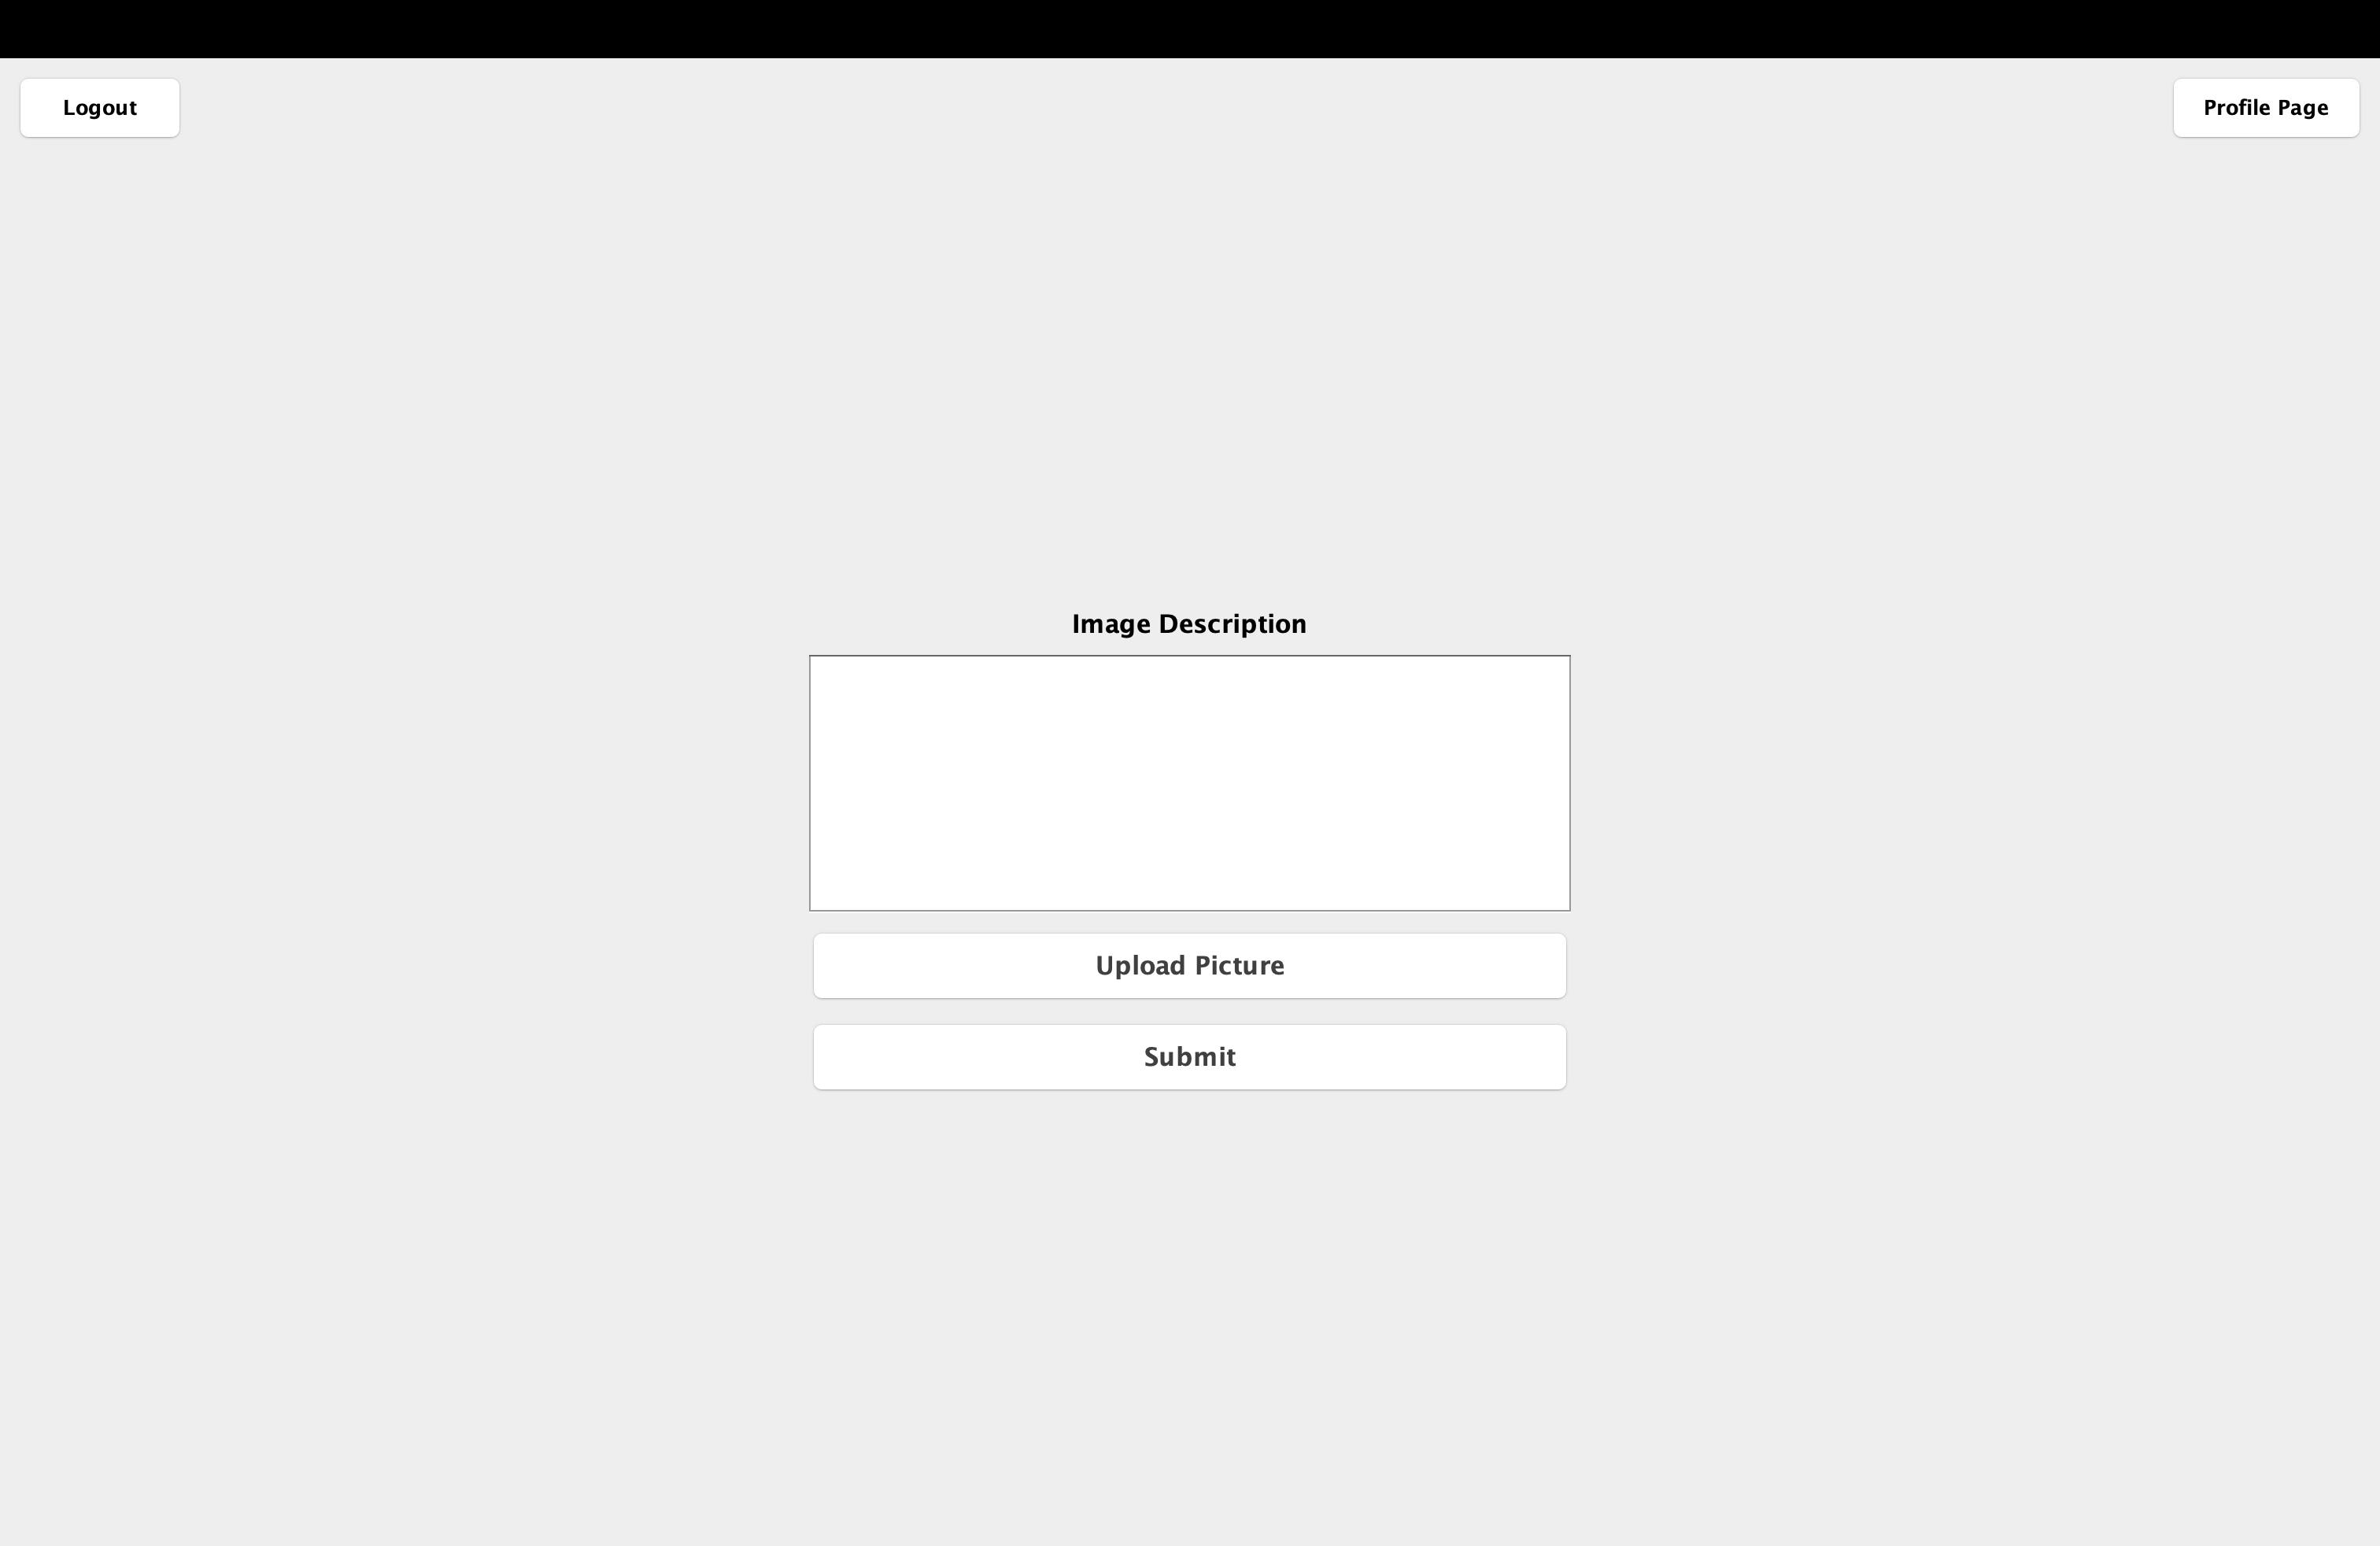 Logout
Profile Page
Image Description
Upload Picture
Submit